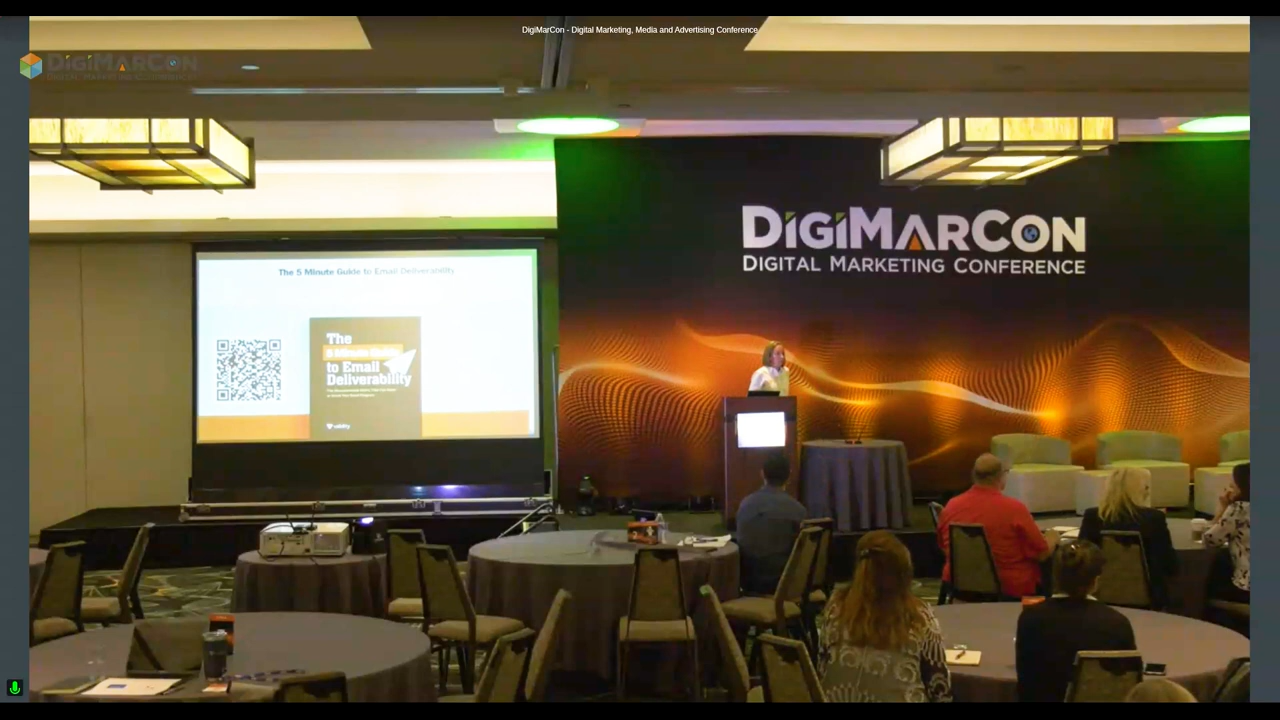 DigiMarCon - Digital Marketing, Media and Advertising Conference
DIGIMARCON
DIGITAL MARKETING CONFERENCES
DIGIMARCON
DIGITAL MARKETING CONFERENCE
The 5 Minute Guide to Email Deliverability
The
5 Minute Guide
to Email
Deliverability